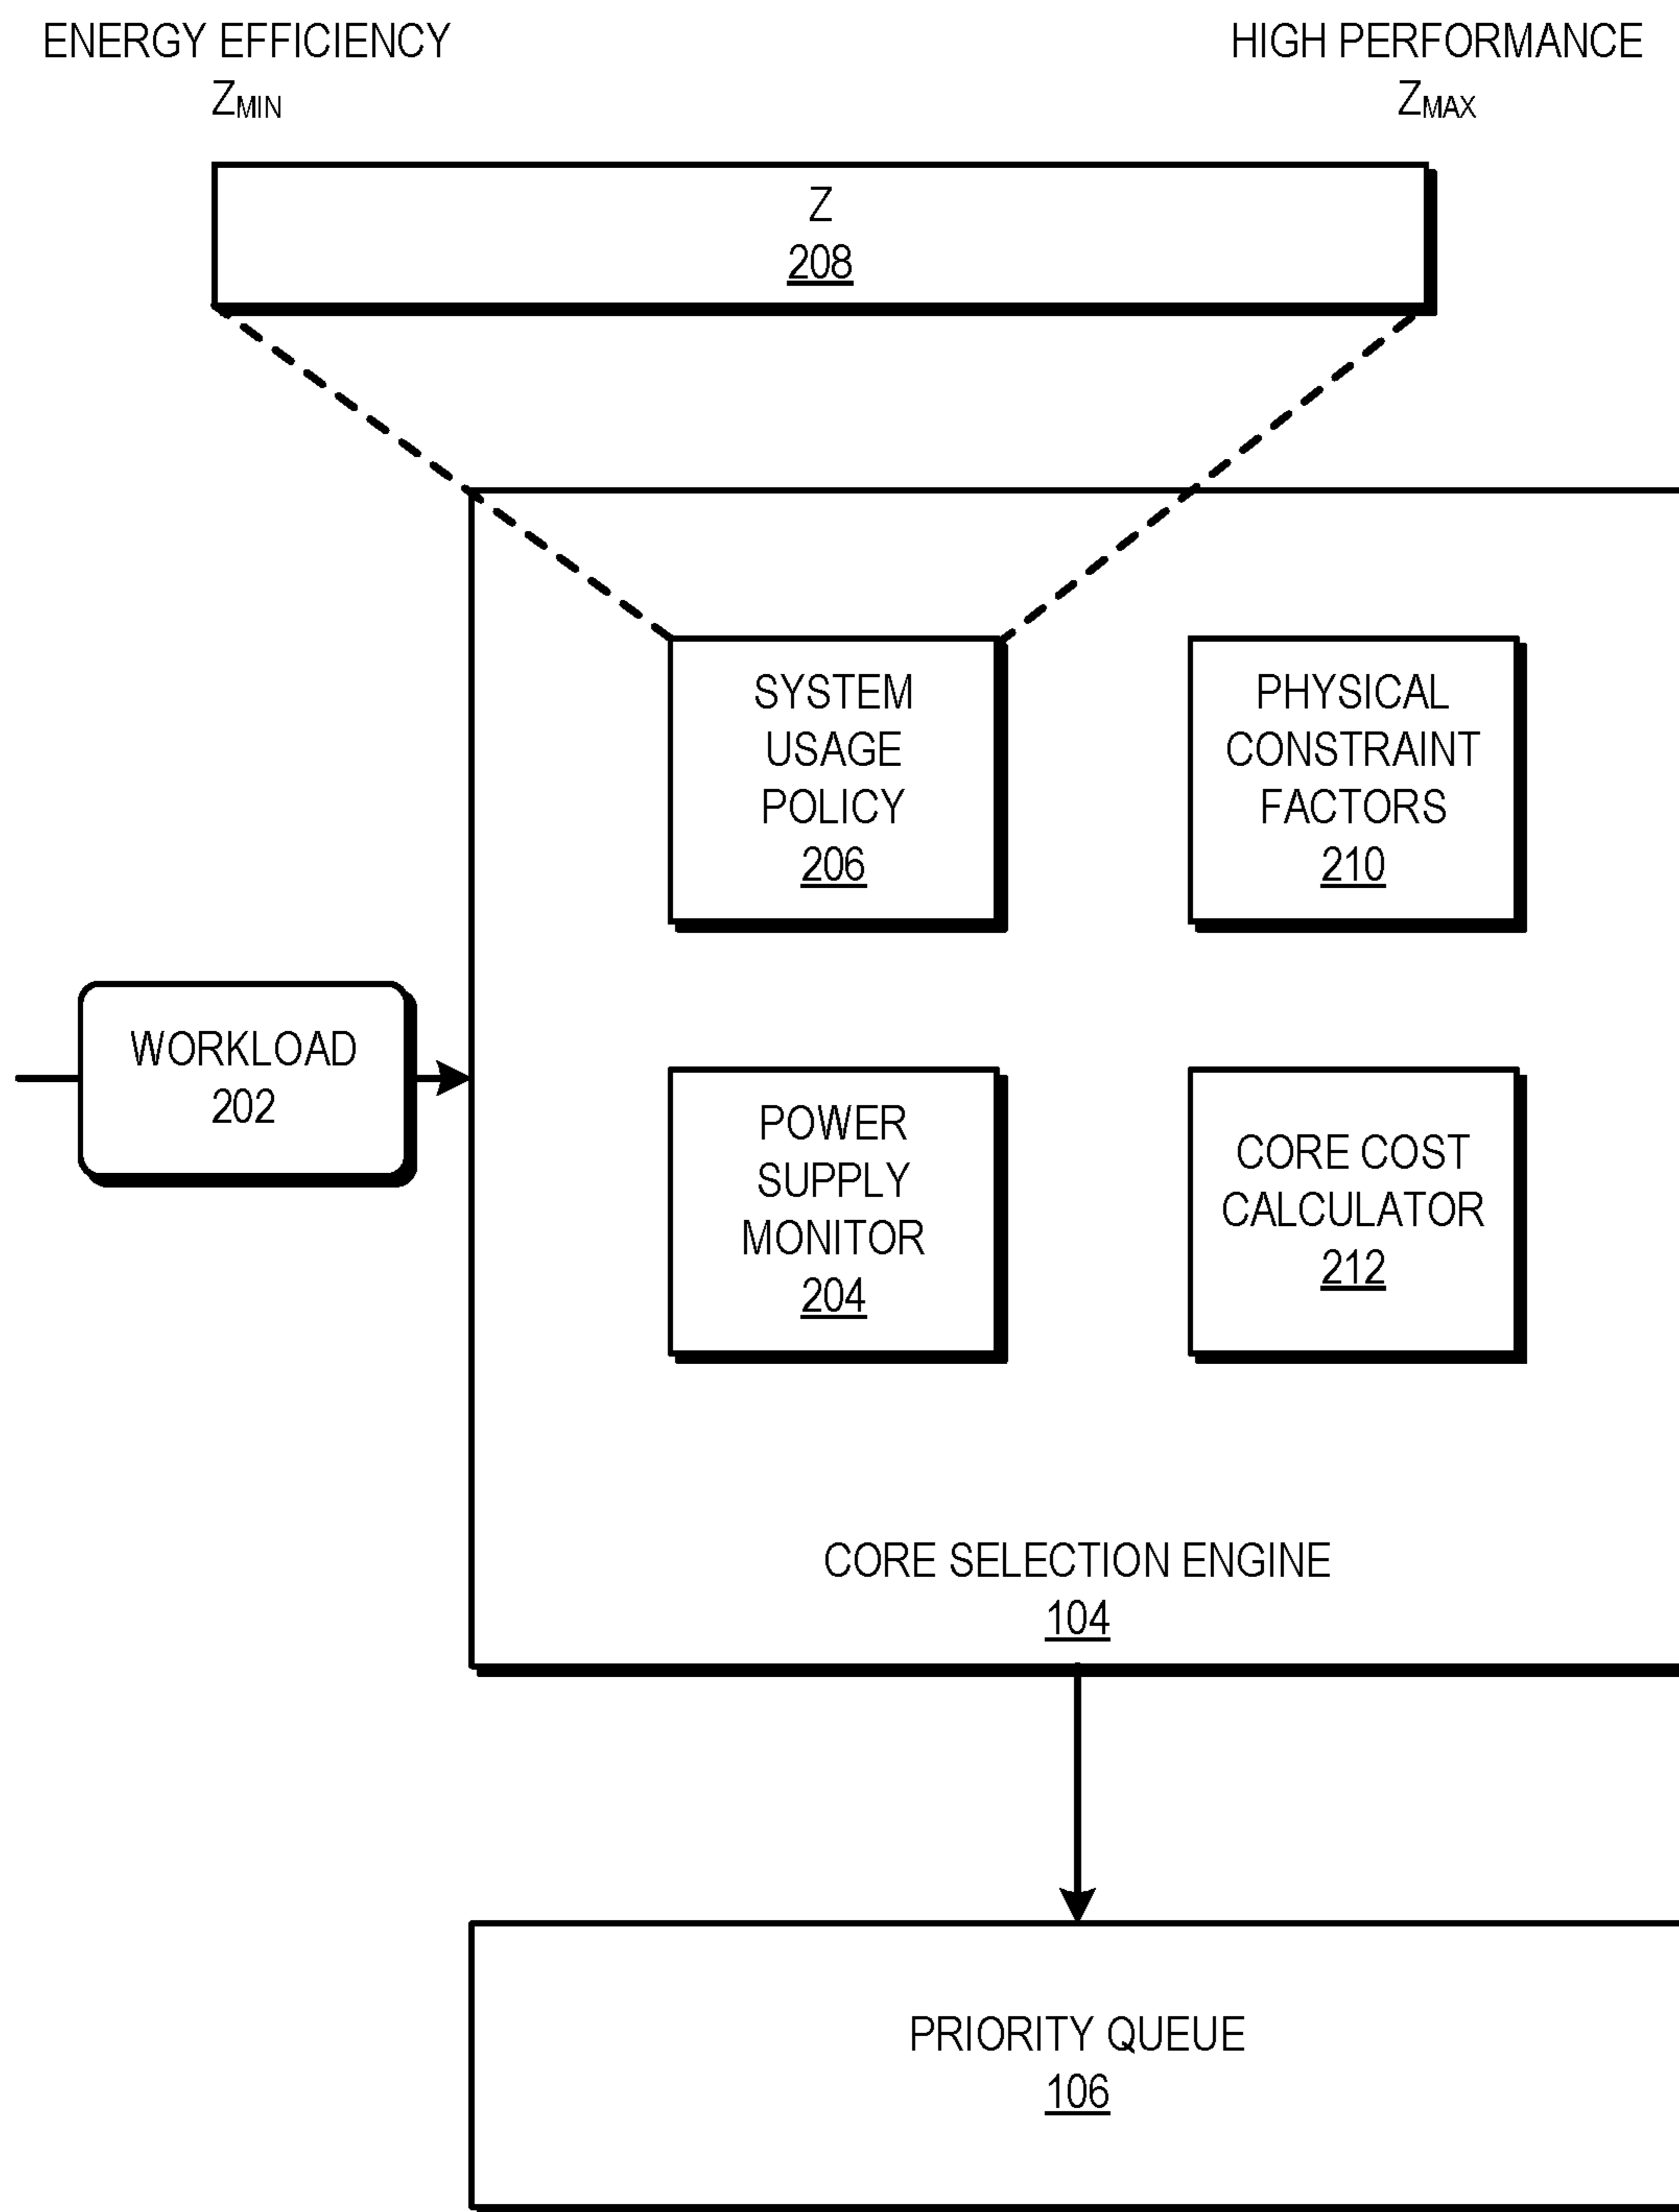 ENERGY EFFICIENCY
ZMIN
HIGH PERFORMANCE
ZMAX
Z
208
SYSTEM
USAGE
POLICY
206
PHYSICAL
CONSTRAINT
FACTORS
210
WORKLOAD
202
POWER
SUPPLY
MONITOR
204
CORE COST
CALCULATOR
212
CORE SELECTION ENGINE
104
PRIORITY QUEUE
106